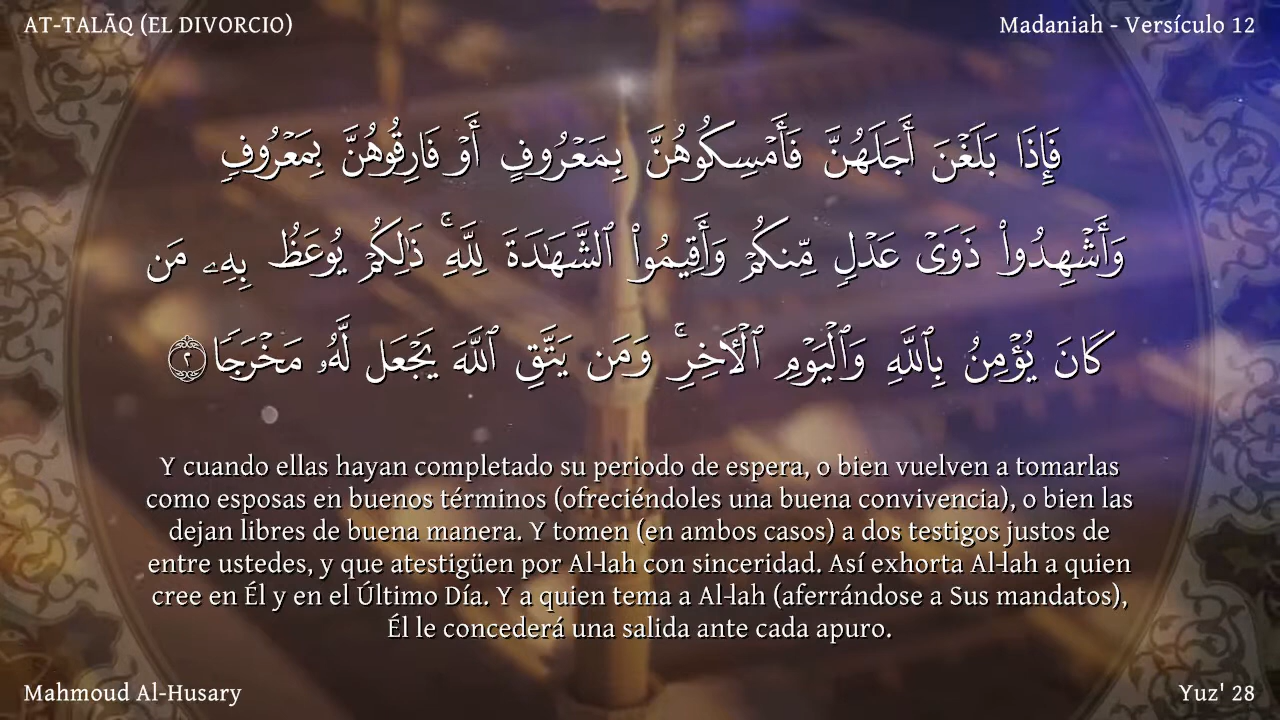 AT-TALĀQ (EL DIVORCIO)
Madaniah - Versículo 12
فَإِذَا بَلَغْنَ أَجَلَهُنَّ فَأَمْسِكُوهُنَّ بِمَعْرُوفٍ أَوْ فَارِقُوهُنَّ بِمَعْرُوفٍ
وَأَشْهِدُوا۟ ذَوَىْ عَدْلٍ مِّنكُمْ وَأَقِيمُوا۟ ٱلشَّهَـٰدَةَ لِلَّهِ ۚ ذَٰلِكُمْ يُوعَظُ بِهِۦ مَن
كَانَ يُؤْمِنُ بِٱللَّهِ وَٱلْيَوْمِ ٱلْـَٔاخِرِ ۚ وَمَن يَتَّقِ ٱللَّهَ يَجْعَل لَّهُۥ مَخْرَجًا ٢
Y cuando ellas hayan completado su periodo de espera, o bien vuelven a tomarlas
como esposas en buenos términos (ofreciéndoles una buena convivencia), o bien las
dejan libres de buena manera. Y tomen (en ambos casos) a dos testigos justos de
entre ustedes, y que atestigüen por Al-lah con sinceridad. Así exhorta Al-lah a quien
cree en Él y en el Último Día. Y a quien tema a Al-lah (aferrándose a Sus mandatos),
Él le concederá una salida ante cada apuro.
Mahmoud Al-Husary
Yuz' 28